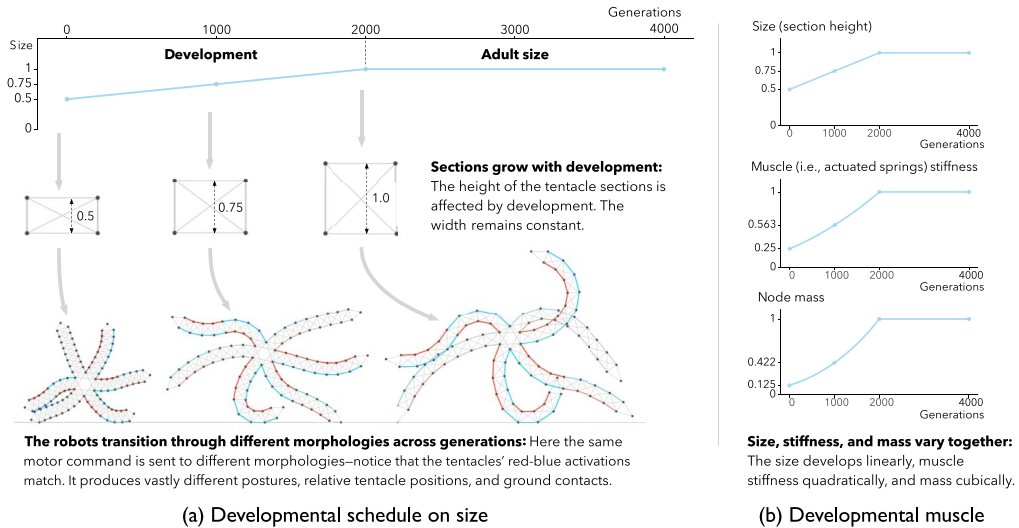 Generations
0 1000 2000 3000 4000
Size
Development Adult size
1
0.75
0.5
0
0.5
0.75
1.0
Sections grow with development:
The height of the tentacle sections is
affected by development. The
width remains constant.
The robots transition through different morphologies across generations: Here the same
motor command is sent to different morphologies—notice that the tentacles' red-blue activations
match. It produces vastly different postures, relative tentacle positions, and ground contacts.
(a) Developmental schedule on size
Size (section height)
1
0.75
0.5
0
0 1000 2000 4000
Generations
Muscle (i.e., actuated springs) stiffness
1
0.563
0.25
0
0 1000 2000 4000
Generations
Node mass
1
0.422
0.125
0
0 1000 2000 4000
Generations
Size, stiffness, and mass vary together:
The size develops linearly, muscle
stiffness quadratically, and mass cubically.
(b) Developmental muscle